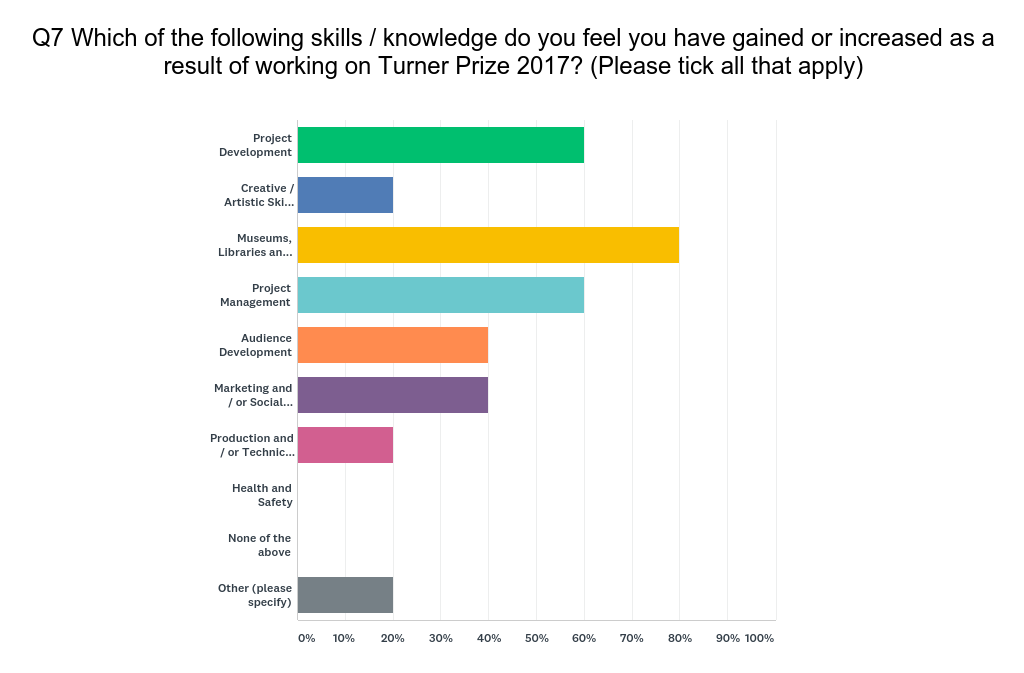 Q7 Which of the following skills / knowledge do you feel you have gained or increased as a
result of working on Turner Prize 2017? (Please tick all that apply)
Project
Development
Creative /
Artistic Ski...
Museums,
Libraries an...
Project
Management
Audience
Development
Marketing and
/ or Social...
Production and
/ or Technic...
Health and
Safety
None of the
above
Other (please
specify)
0% 10% 20% 30% 40% 50% 60% 70% 80% 90% 100%